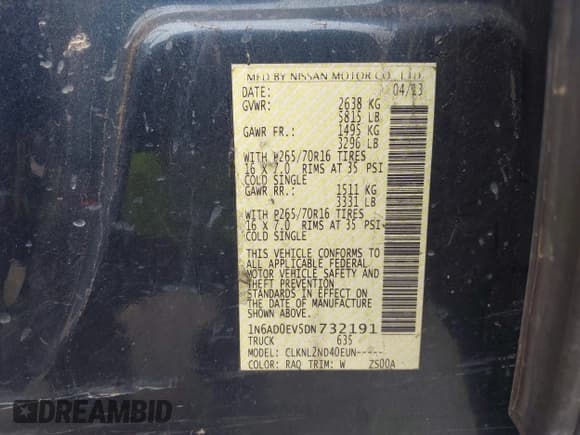 MFD BY NISSAN MOTOR CO., LTD.
DATE: 04/13
GVWR: 2638 KG
5815 LB
GAWR FR.: 1495 KG
3296 LB
WITH P265/70R16 TIRES
16 X 7.0 RIMS AT 35 PSI
COLD SINGLE
GAWR RR.: 1511 KG
3331 LB
WITH P265/70R16 TIRES
16 X 7.0 RIMS AT 35 PSI
COLD SINGLE
THIS VEHICLE CONFORMS TO
ALL APPLICABLE FEDERAL
MOTOR VEHICLE SAFETY AND
THEFT PREVENTION
STANDARDS IN EFFECT ON
THE DATE OF MANUFACTURE
SHOWN ABOVE.
1N6AD0EV5DN732191
TRUCK 635
MODEL: CLKNLZND40EUN-----
COLOR: RAQ TRIM: W ZS00A
DREAMBID